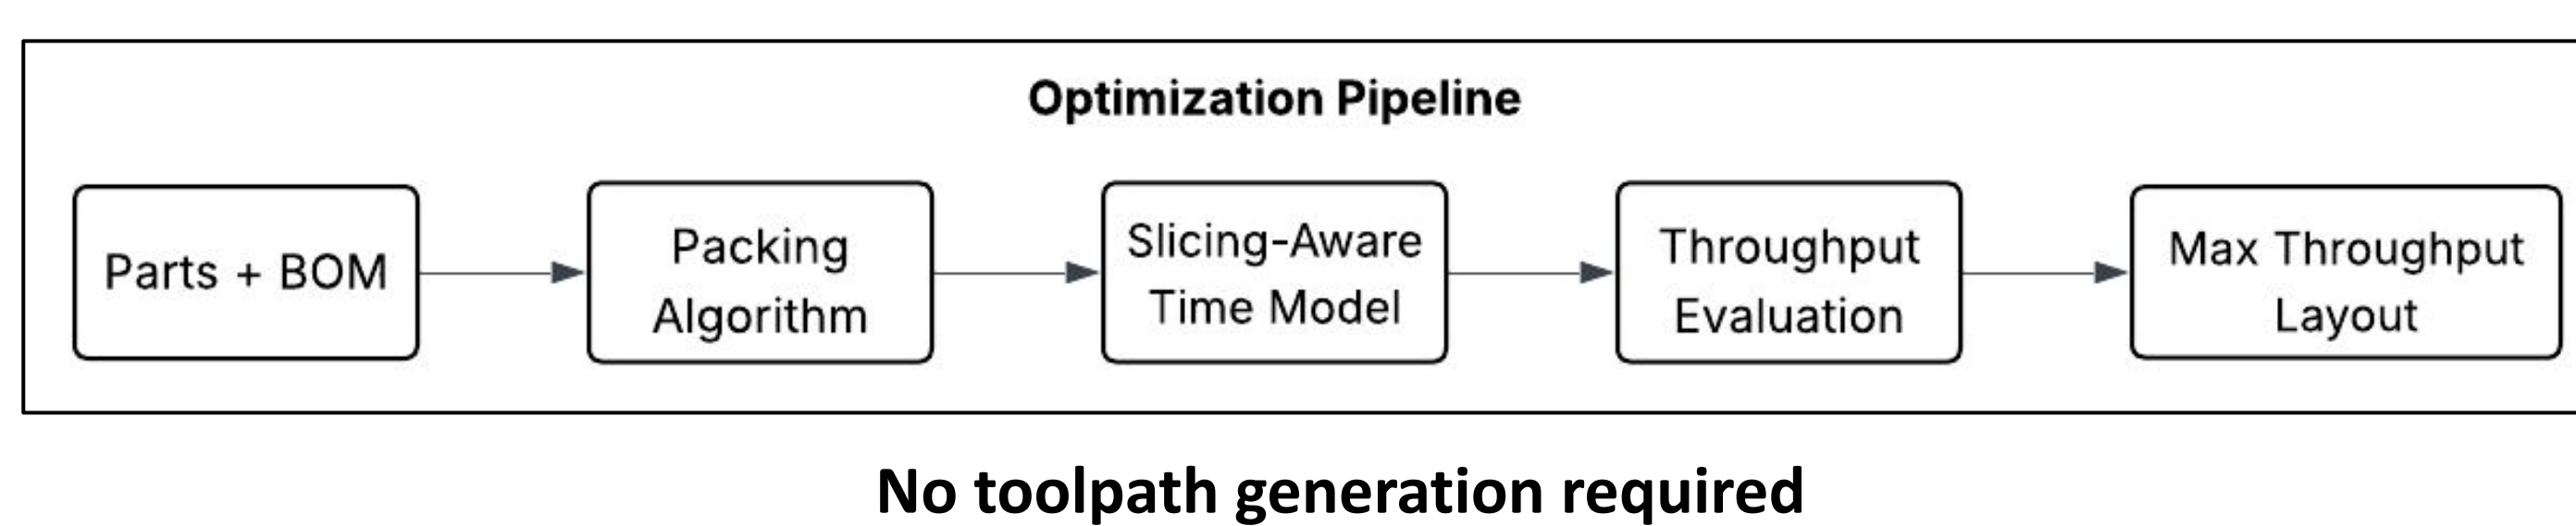 Optimization Pipeline
Parts + BOM
Packing
Algorithm
Slicing-Aware
Time Model
Throughput
Evaluation
Max Throughput
Layout
No toolpath generation required